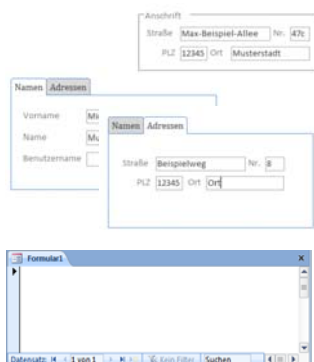 Anschrift
Straße Max-Beispiel-Allee Nr. 47c
PLZ 12345 Ort Musterstadt
Namen Adressen
Vorname
Name
Benutzername
Namen Adressen
Straße Beispielweg Nr. 8
PLZ 12345 Ort Ort
Formular1
Datensatz: 1 von 1 Kein Filter Suchen